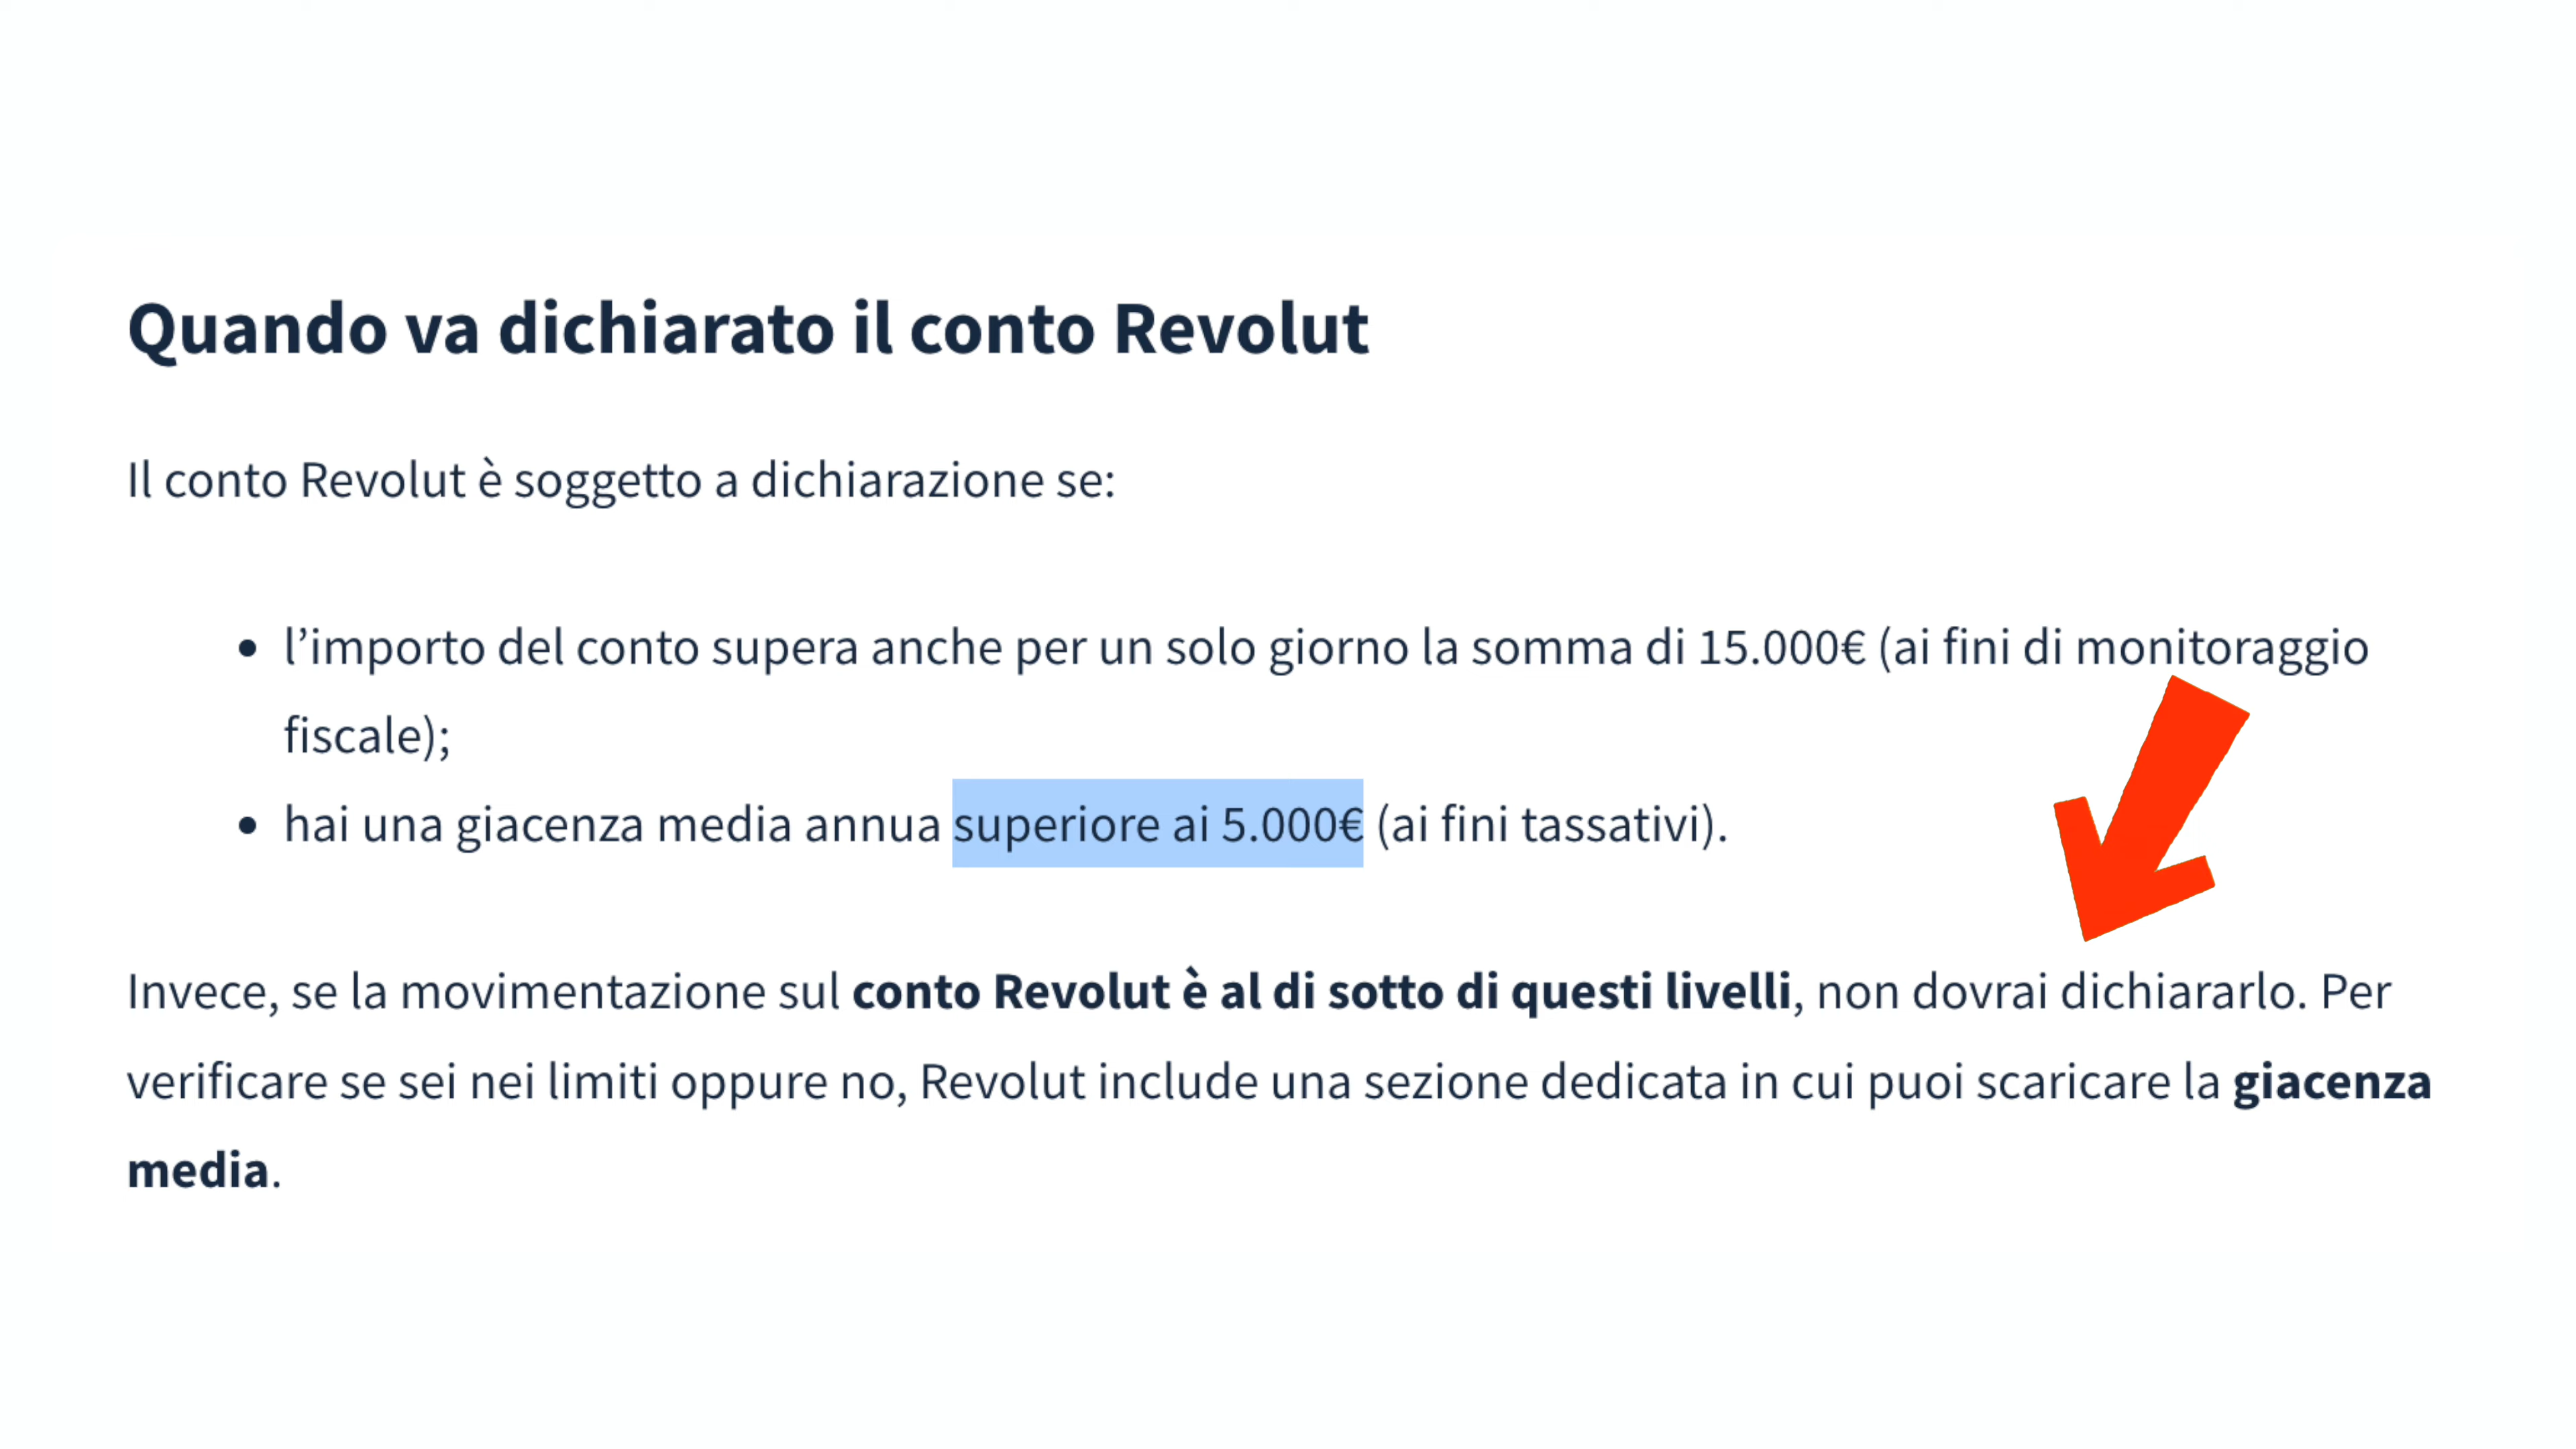 Quando va dichiarato il conto Revolut
Il conto Revolut è soggetto a dichiarazione se:
• l’importo del conto supera anche per un solo giorno la somma di 15.000€ (ai fini di monitoraggio
fiscale);
• hai una giacenza media annua superiore ai 5.000€ (ai fini tassativi).
Invece, se la movimentazione sul conto Revolut è al di sotto di questi livelli, non dovrai dichiararlo. Per
verificare se sei nei limiti oppure no, Revolut include una sezione dedicata in cui puoi scaricare la giacenza
media.